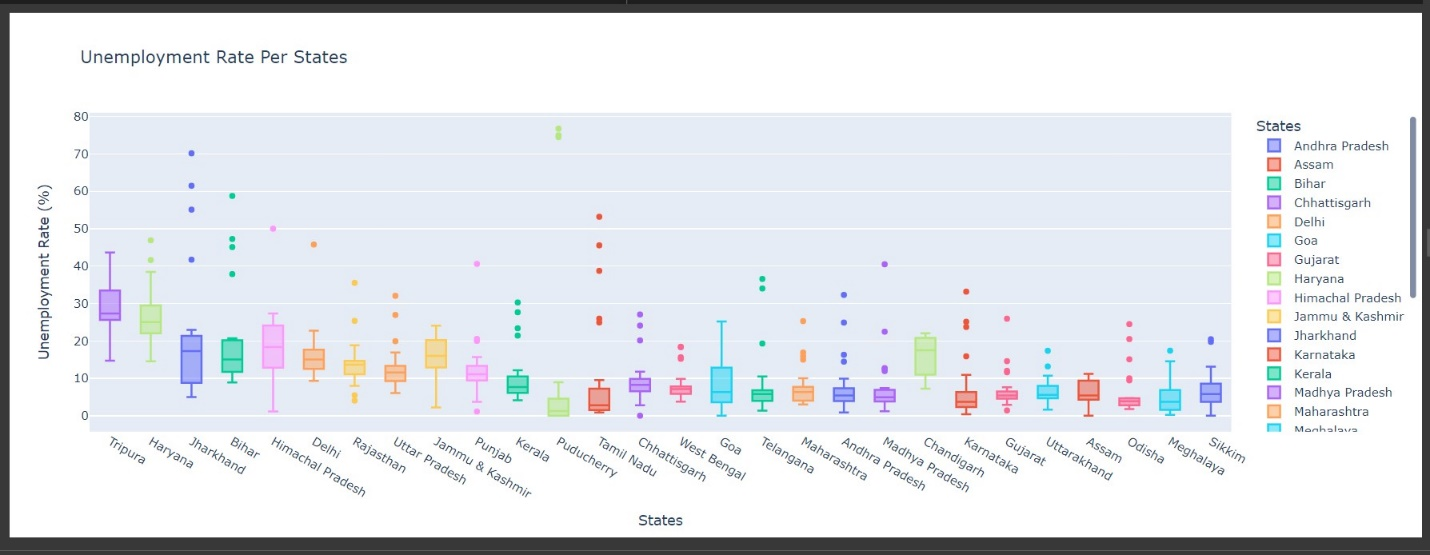 Unemployment Rate Per States
Unemployment Rate (%)
80
70
60
50
40
30
20
10
0
Tripura
Haryana
Jharkhand
Bihar
Himachal Pradesh
Delhi
Rajasthan
Uttar Pradesh
Jammu & Kashmir
Punjab
Kerala
Puducherry
Tamil Nadu
Chhattisgarh
West Bengal
Goa
Telangana
Maharashtra
Andhra Pradesh
Madhya Pradesh
Chandigarh
Karnataka
Gujarat
Uttarakhand
Assam
Odisha
Meghalaya
Sikkim
States
States
Andhra Pradesh
Assam
Bihar
Chhattisgarh
Delhi
Goa
Gujarat
Haryana
Himachal Pradesh
Jammu & Kashmir
Jharkhand
Karnataka
Kerala
Madhya Pradesh
Maharashtra
Meghalaya